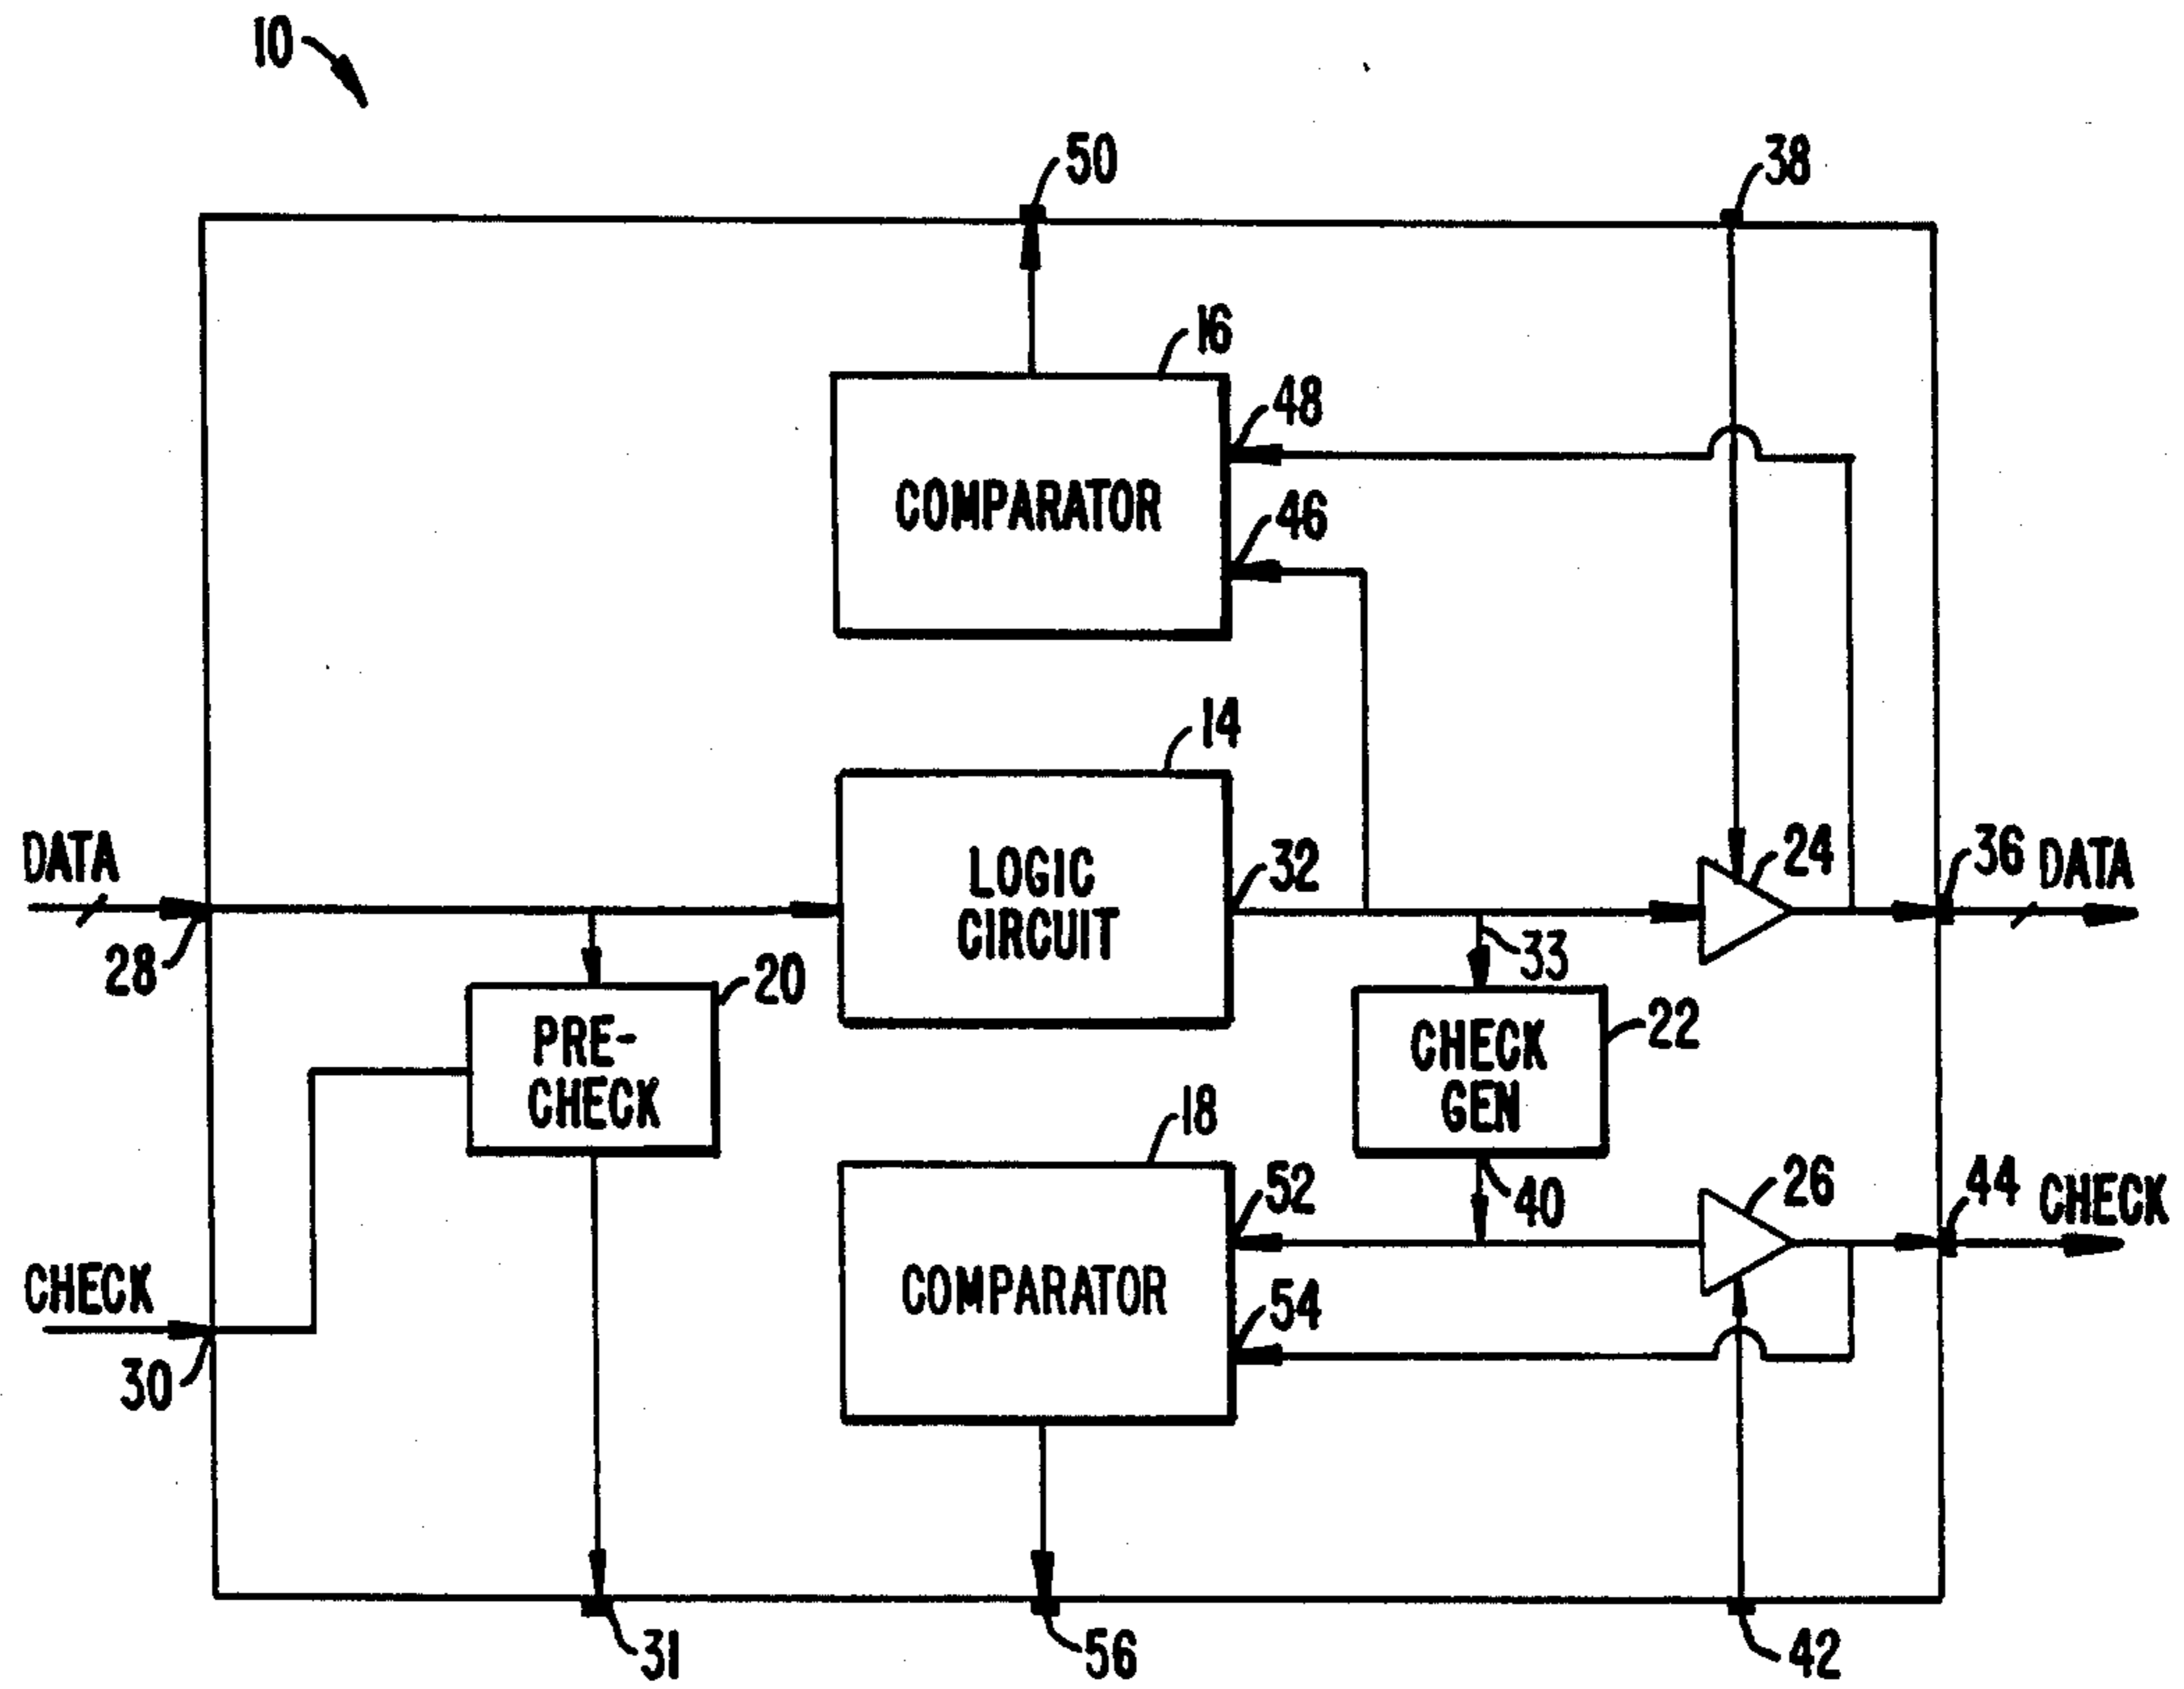 10
50
38
16
48
COMPARATOR
46
14
DATA
LOGIC
CIRCUIT
32
24
36 DATA
28
20
33
PRE-
CHECK
CHECK
GEN
22
18
52
40
26
44 CHECK
CHECK
COMPARATOR
54
30
31
56
42